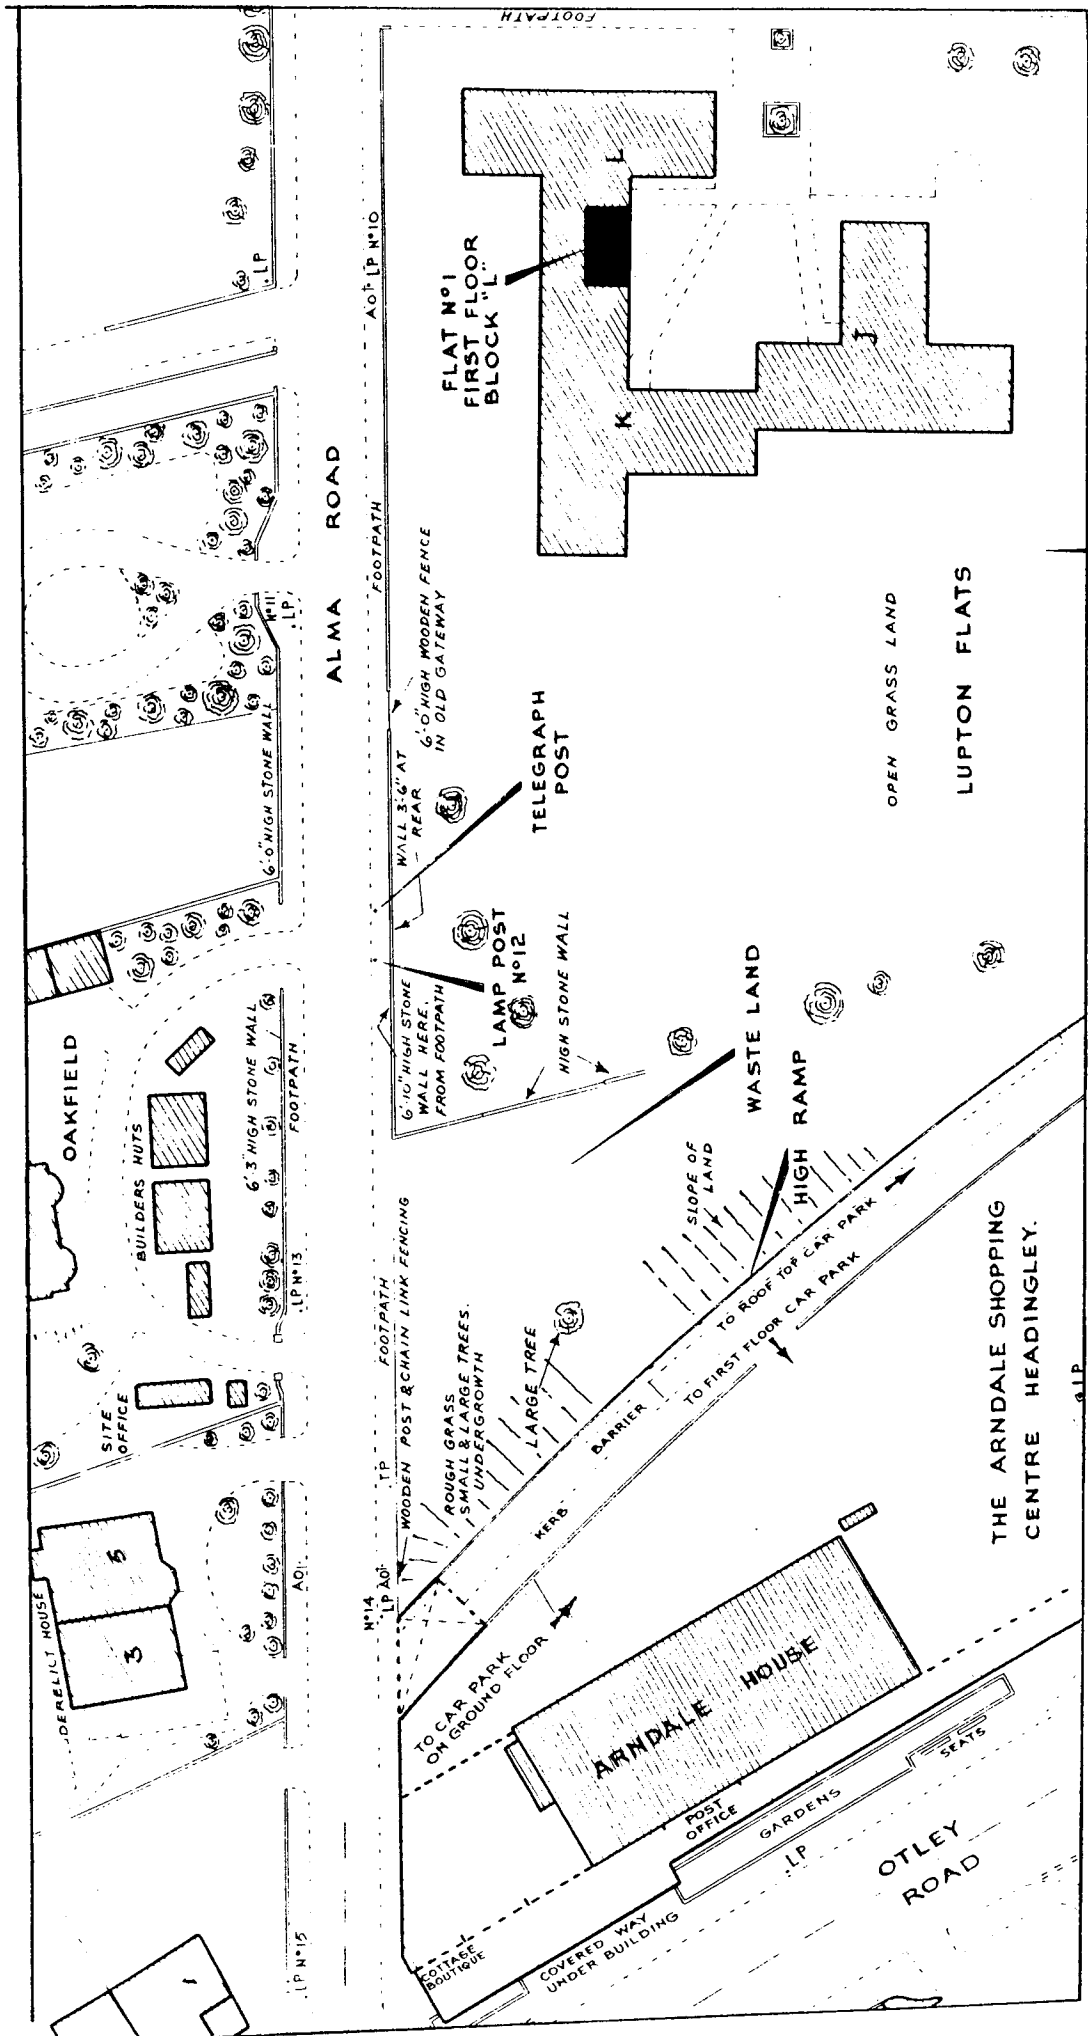 FOOTPATH
LP
A01
LP Nº10
FLAT Nº1
FIRST FLOOR
BLOCK "L"
L
K
J
ALMA ROAD
FOOTPATH
Nº11
LP
6'-0" HIGH STONE WALL
6'-0" HIGH WOODEN FENCE
IN OLD GATEWAY
WALL 3'-6" AT
REAR
TELEGRAPH
POST
OPEN GRASS LAND
LUPTON FLATS
LAMP POST
Nº12
6'-10" HIGH STONE
WALL HERE.
FROM FOOTPATH
HIGH STONE WALL
WASTE LAND
HIGH RAMP
OAKFIELD
BUILDERS HUTS
6'-3" HIGH STONE WALL
FOOTPATH
LP Nº13
SITE
OFFICE
SLOPE OF
LAND
TO ROOF TOP CAR PARK
TO FIRST FLOOR CAR PARK
FOOTPATH
WOODEN POST & CHAIN LINK FENCING
TP
ROUGH GRASS
SMALL & LARGE TREES.
UNDERGROWTH
LARGE TREE
BARRIER
KERB
THE ARNDALE SHOPPING
CENTRE HEADINGLEY.
LP
DERELICT HOUSE
5
3
A01
Nº14
LP A01
TO CAR PARK
ON GROUND FLOOR
ARNDALE HOUSE
POST
OFFICE
GARDENS
SEATS
LP
OTLEY
ROAD
COVERED WAY
UNDER BUILDING
COTTAGE
BOUTIQUE
LP Nº15
1